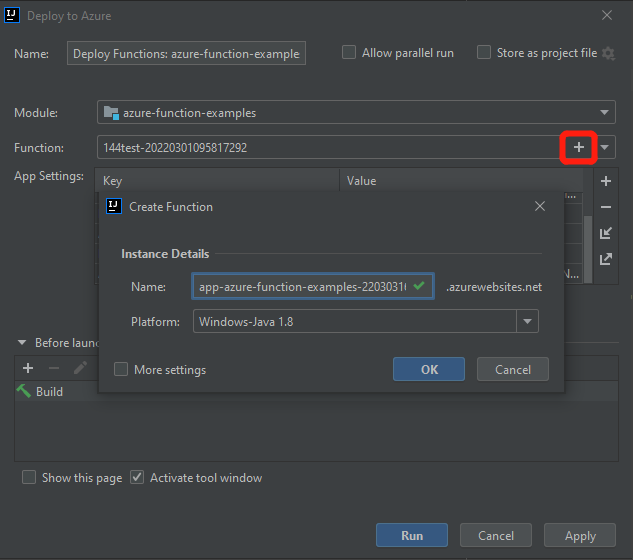 Deploy to Azure
Name: Deploy Functions: azure-function-example Allow parallel run Store as project file
Module: azure-function-examples
Function: 144test-20220301095817292
App Settings: Key Value
Create Function
Instance Details
Name: app-azure-function-examples-2203031 .azurewebsites.net
Platform: Windows-Java 1.8
More settings OK Cancel
Before laun
Build
Show this page Activate tool window
Run Cancel Apply